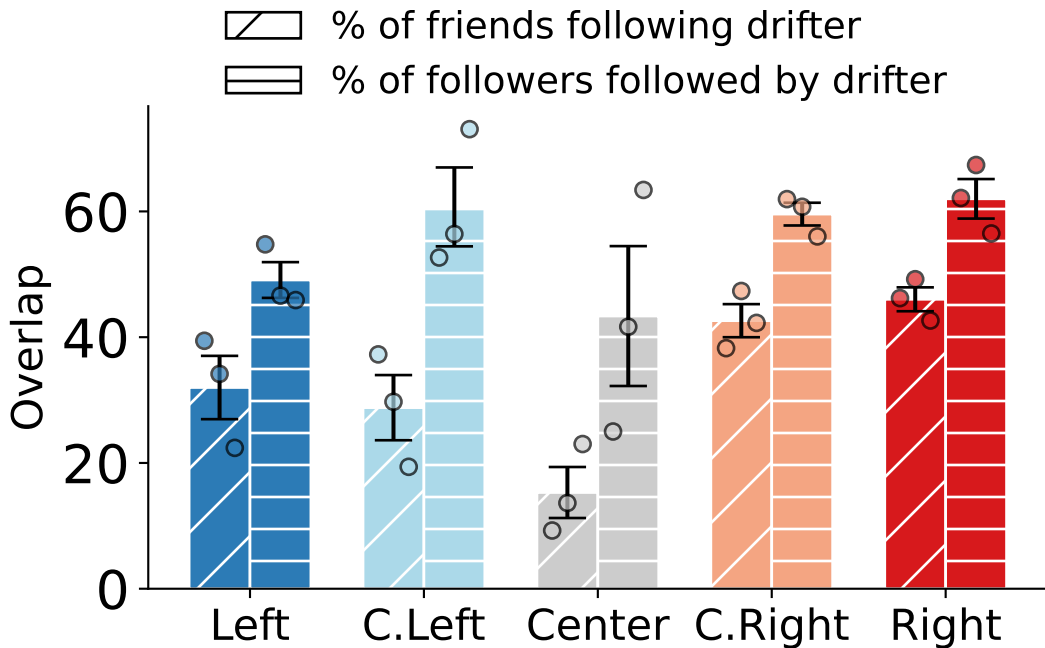 % of friends following drifter
% of followers followed by drifter
Overlap
60
40
20
0
Left C.Left Center C.Right Right